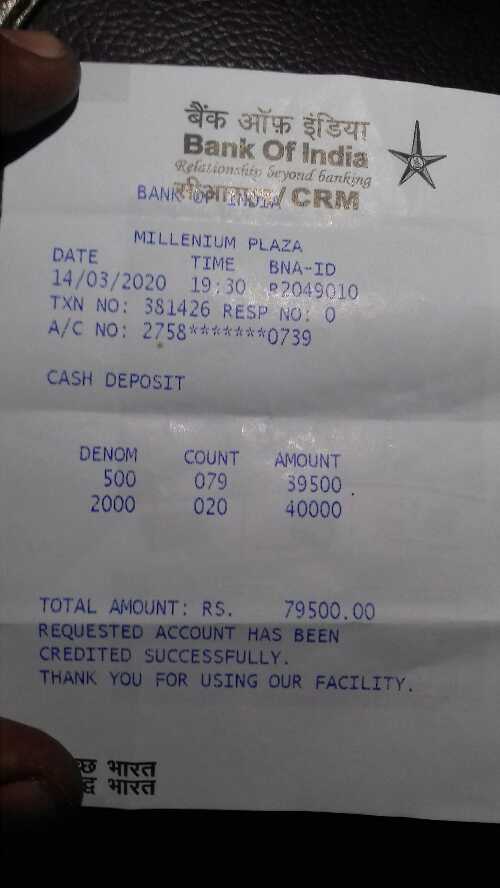 बैंक ऑफ़ इंडिया
Bank Of India
Relationship beyond banking
BANK OF INDIA / CRM
MILLENIUM PLAZA
DATE TIME BNA-ID
14/03/2020 19:30 P2049010
TXN NO: 381426 RESP NO: 0
A/C NO: 2758*******0739
CASH DEPOSIT
DENOM COUNT AMOUNT
500 079 39500
2000 020 40000
TOTAL AMOUNT: RS. 79500.00
REQUESTED ACCOUNT HAS BEEN
CREDITED SUCCESSFULLY.
THANK YOU FOR USING OUR FACILITY.
भारत
भारत